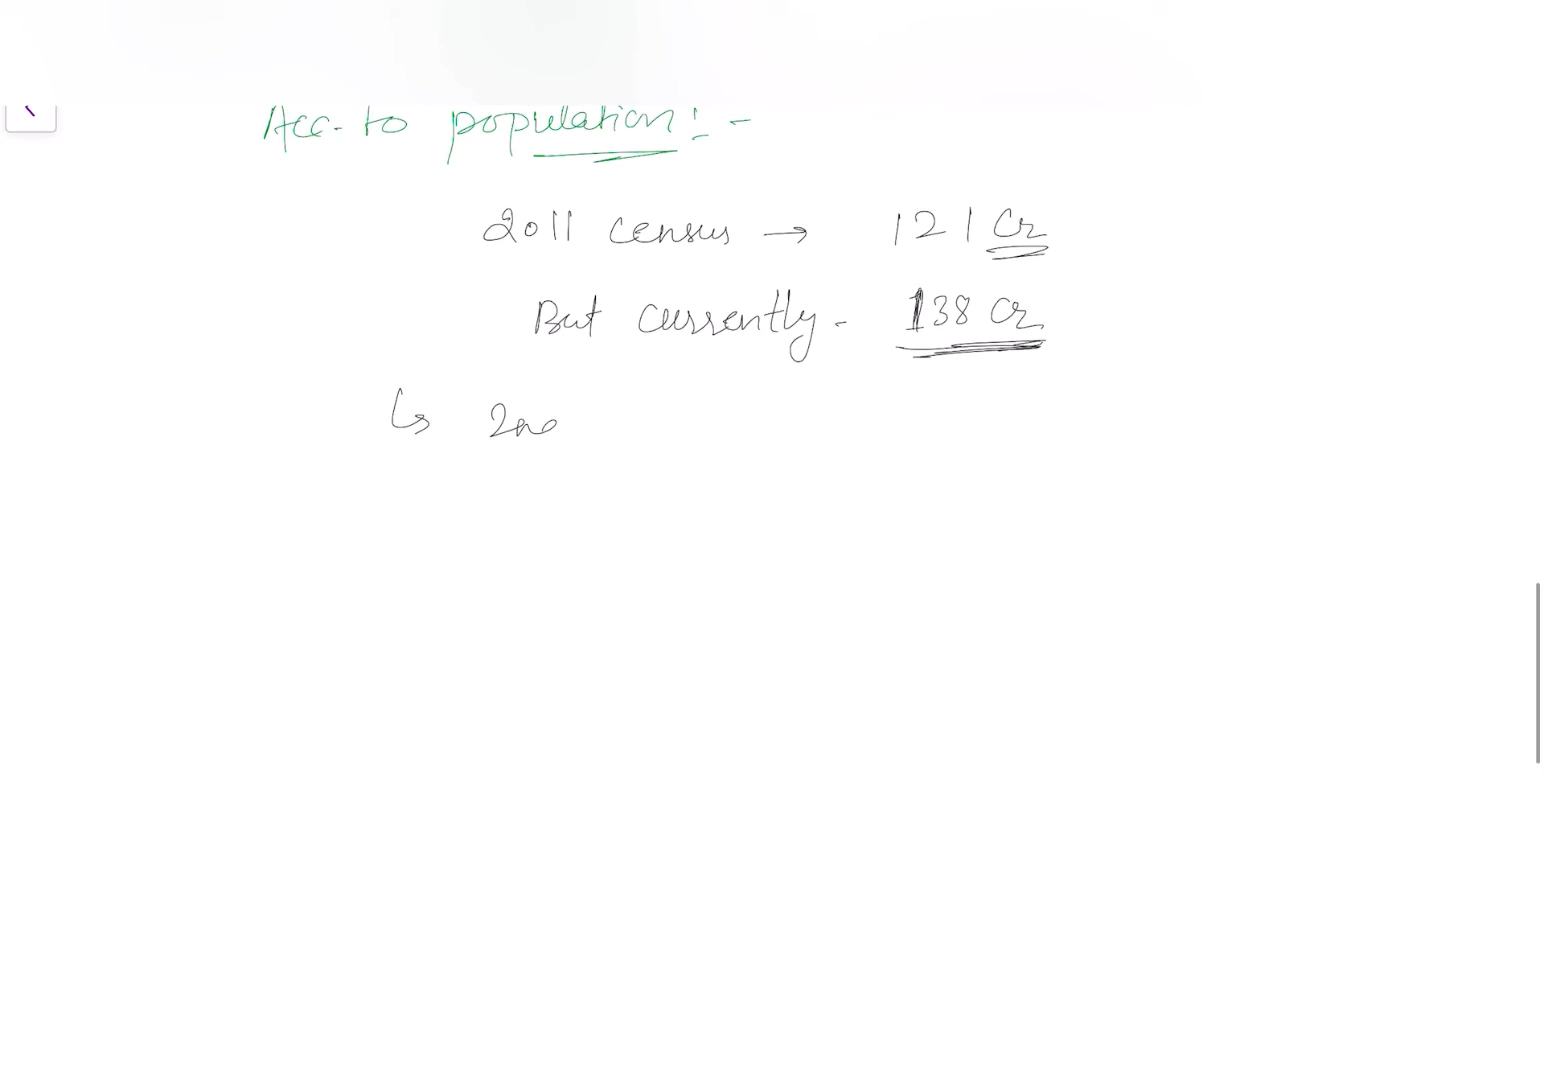 Acc. to population:-
2011 census → 121 Cr
But currently - 138 Cr
↳ 2nd